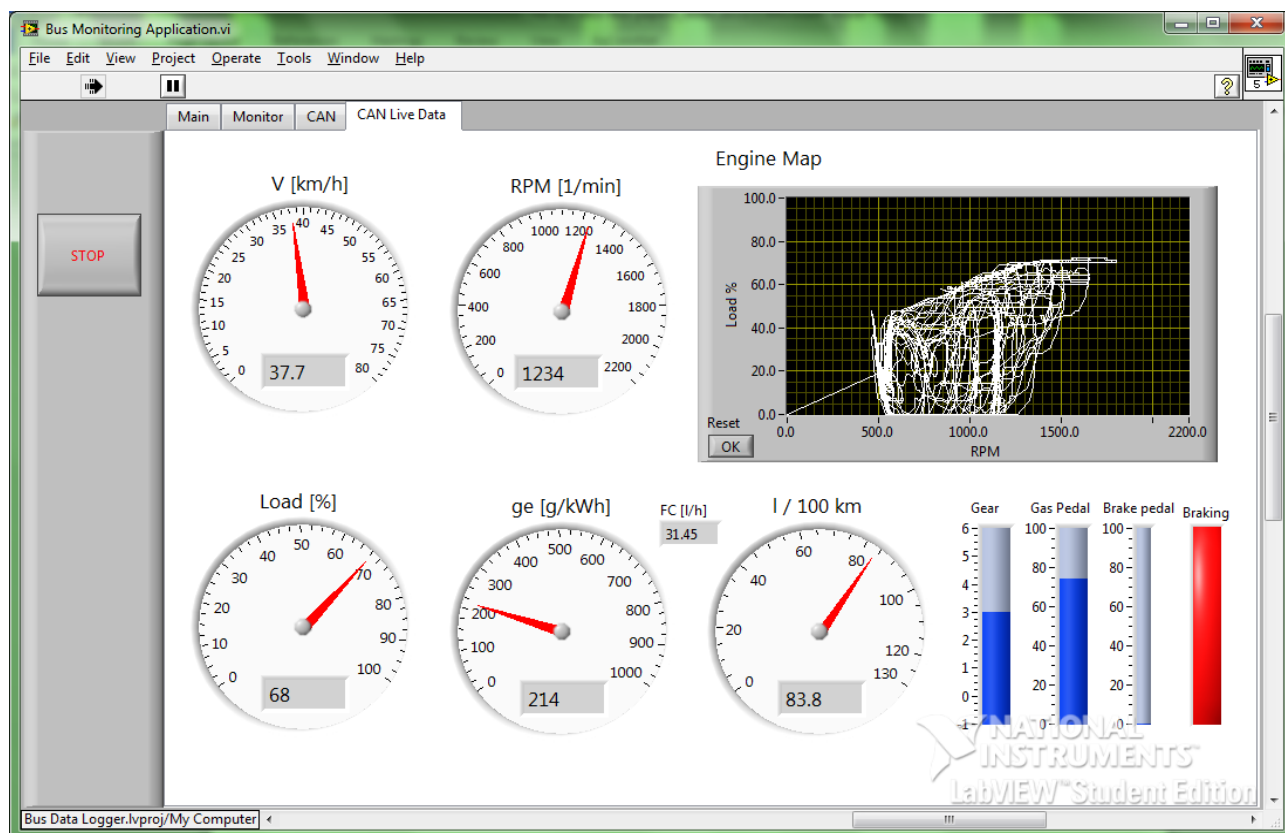 Bus Monitoring Application.vi
File Edit View Project Operate Tools Window Help
5
Main Monitor CAN CAN Live Data
STOP
V [km/h]
0 5 10 15 20 25 30 35 40 45 50 55 60 65 70 75 80
37.7
RPM [1/min]
0 200 400 600 800 1000 1200 1400 1600 1800 2000 2200
1234
Engine Map
100.0
80.0
60.0
40.0
20.0
0.0
Load %
0.0 500.0 1000.0 1500.0 2200.0
RPM
Reset
OK
Load [%]
0 10 20 30 40 50 60 70 80 90 100
68
ge [g/kWh]
0 100 200 300 400 500 600 700 800 900 1000
214
FC [l/h]
31.45
l / 100 km
0 20 40 60 80 100 120 130
83.8
Gear
6
5
4
3
2
1
0
-1
Gas Pedal
100
80
60
40
20
0
Brake pedal
100
80
60
40
20
0
Braking
NATIONAL
INSTRUMENTS™
LabVIEW™ Student Edition
Bus Data Logger.lvproj/My Computer